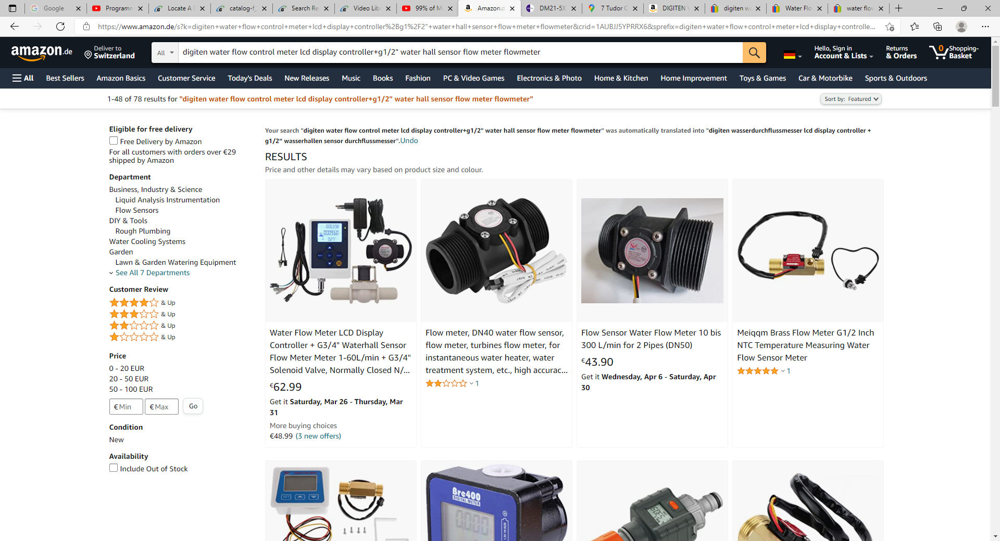 Google
Programm
Locate A D
catalog-f_
Search Re
Video Libr
99% of M
Amazon.d
DM21-5X
7 Tudor C
DIGITEN W
digiten wa
Water Flo
water flow
https://www.amazon.de/s?k=digiten+water+flow+control+meter+lcd+display+controller%2Bg1%2F2"+water+hall+sensor+flow+meter+flowmeter&crid=1AUBJJ5YPRRX6&sprefix=digiten+water+flow+control+meter+lcd+display+controlle...
amazon.de
Deliver to
Switzerland
All
digiten water flow control meter lcd display controller+g1/2" water hall sensor flow meter flowmeter
Hello, Sign in
Account & Lists
Returns
& Orders
0
Shopping-
Basket
All
Best Sellers
Amazon Basics
Customer Service
Today's Deals
New Releases
Music
Books
Fashion
PC & Video Games
Electronics & Photo
Home & Kitchen
Home Improvement
Toys & Games
Car & Motorbike
Sports & Outdoors
1-48 of 78 results for "digiten water flow control meter lcd display controller+g1/2" water hall sensor flow meter flowmeter"
Sort by: Featured
Eligible for free delivery
Free Delivery by Amazon
For all customers with orders over €29
shipped by Amazon
Department
Business, Industry & Science
Liquid Analysis Instrumentation
Flow Sensors
DIY & Tools
Rough Plumbing
Water Cooling Systems
Garden
Lawn & Garden Watering Equipment
See All 7 Departments
Customer Review
& Up
& Up
& Up
& Up
Price
0 - 20 EUR
20 - 50 EUR
50 - 100 EUR
€ Min
€ Max
Go
Condition
New
Availability
Include Out of Stock
Your search "digiten water flow control meter lcd display controller+g1/2" water hall sensor flow meter flowmeter" was automatically translated into "digiten wasserdurchflussmesser lcd display controller +
g1/2“ wasserhallen sensor durchflussmesser".Undo
RESULTS
Price and other details may vary based on product size and colour.
Water Flow Meter LCD Display
Controller + G3/4" Waterhall Sensor
Flow Meter Meter 1-60L/min + G3/4"
Solenoid Valve, Normally Closed N/...
€62.99
Get it Saturday, Mar 26 - Thursday, Mar
31
More buying choices
€48.99 (3 new offers)
Flow meter, DN40 water flow sensor,
flow meter, turbines flow meter, for
instantaneous water heater, water
treatment system, etc., high accurac...
1
Flow Sensor Water Flow Meter 10 bis
300 L/min for 2 Pipes (DN50)
€43.90
Get it Wednesday, Apr 6 - Saturday, Apr
30
Meiqqm Brass Flow Meter G1/2 Inch
NTC Temperature Measuring Water
Flow Sensor Meter
1
SET
Bre400
DIGITAL METER
0.000